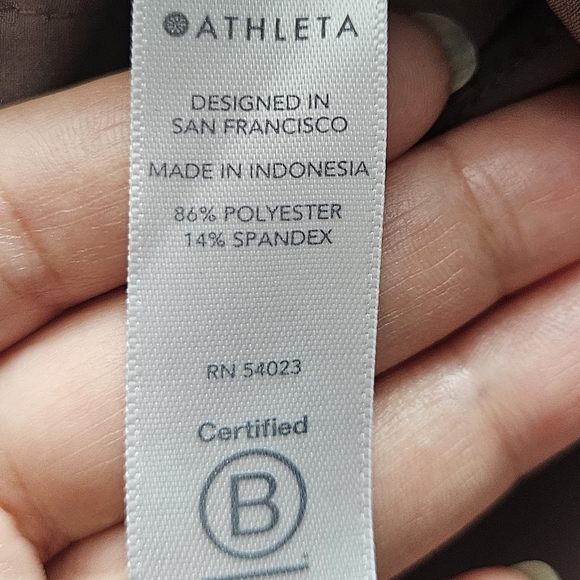 ATHLETA
DESIGNED IN
SAN FRANCISCO
MADE IN INDONESIA
86% POLYESTER
14% SPANDEX
RN 54023
Certified
B